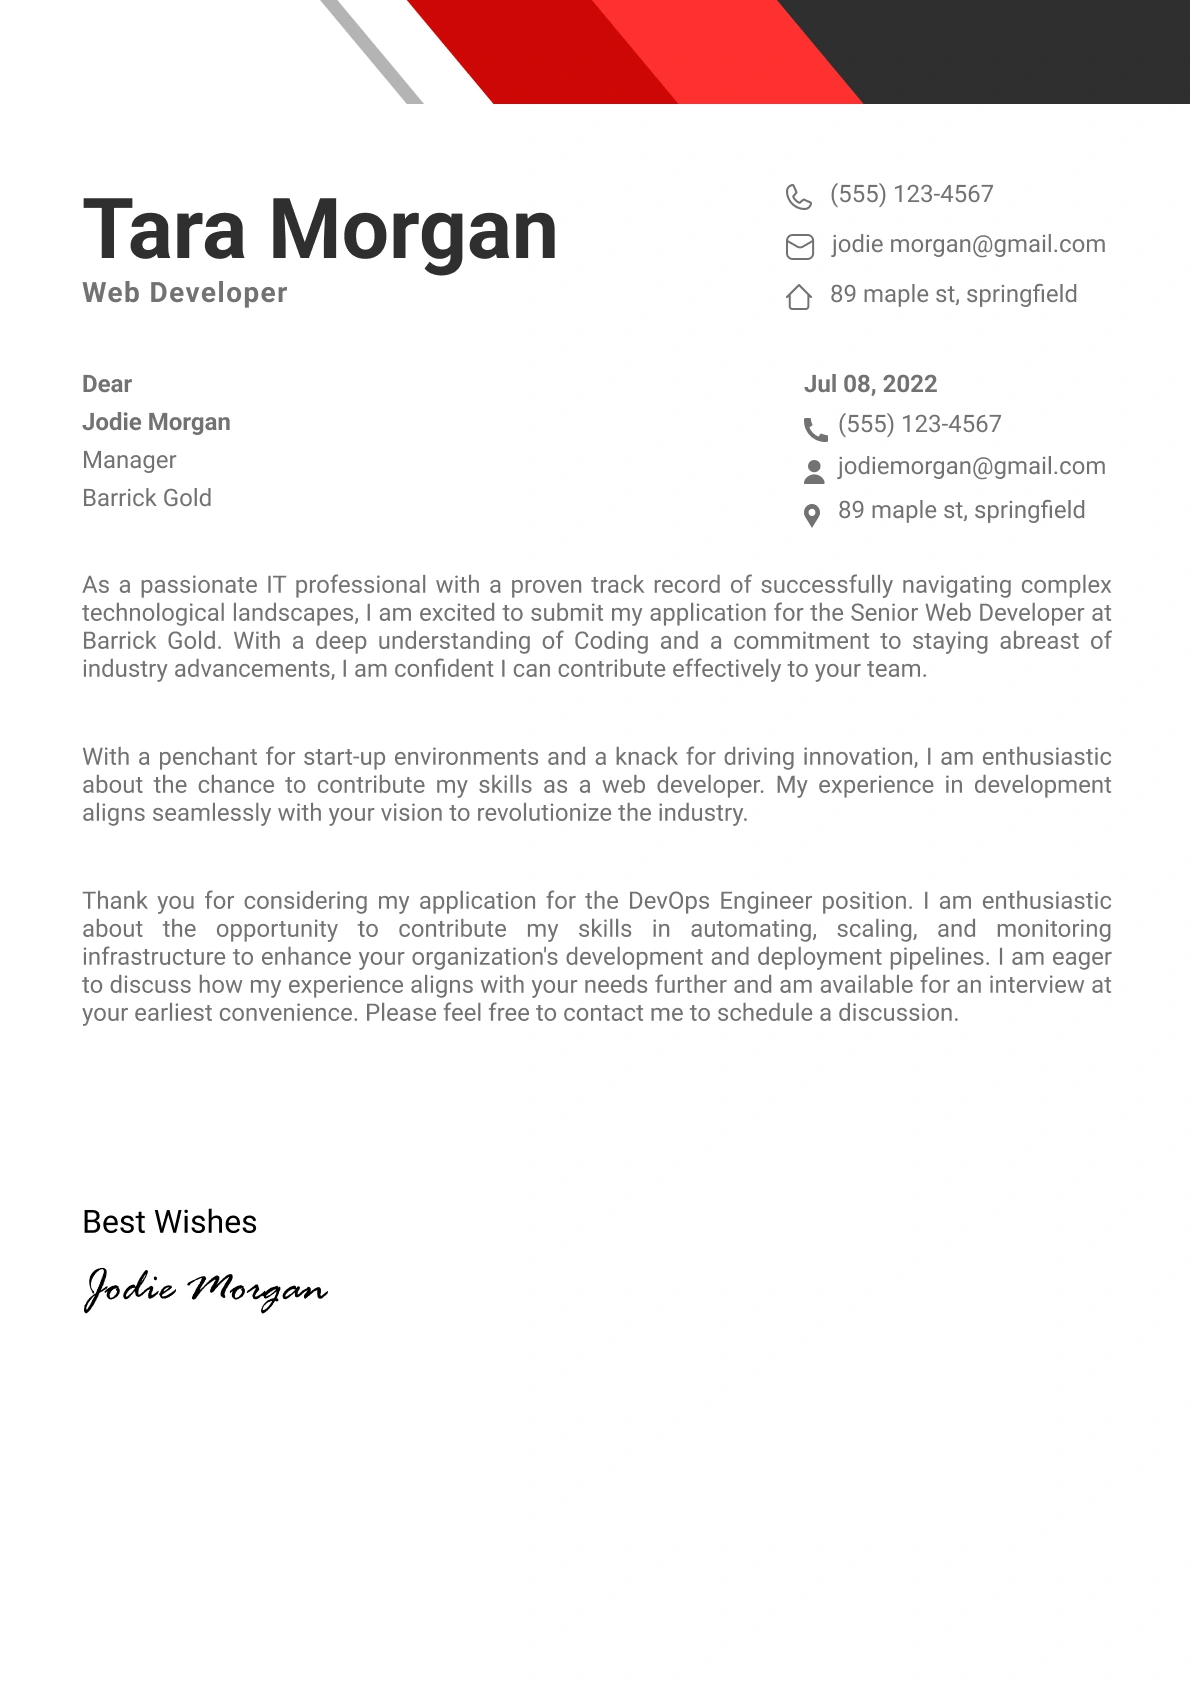 Tara Morgan
Web Developer
(555) 123-4567
jodie morgan@gmail.com
89 maple st, springfield
Dear
Jodie Morgan
Manager
Barrick Gold
Jul 08, 2022
(555) 123-4567
jodiemorgan@gmail.com
89 maple st, springfield
As a passionate IT professional with a proven track record of successfully navigating complex
technological landscapes, I am excited to submit my application for the Senior Web Developer at
Barrick Gold. With a deep understanding of Coding and a commitment to staying abreast of
industry advancements, I am confident I can contribute effectively to your team.
With a penchant for start-up environments and a knack for driving innovation, I am enthusiastic
about the chance to contribute my skills as a web developer. My experience in development
aligns seamlessly with your vision to revolutionize the industry.
Thank you for considering my application for the DevOps Engineer position. I am enthusiastic
about the opportunity to contribute my skills in automating, scaling, and monitoring
infrastructure to enhance your organization's development and deployment pipelines. I am eager
to discuss how my experience aligns with your needs further and am available for an interview at
your earliest convenience. Please feel free to contact me to schedule a discussion.
Best Wishes
Jodie Morgan